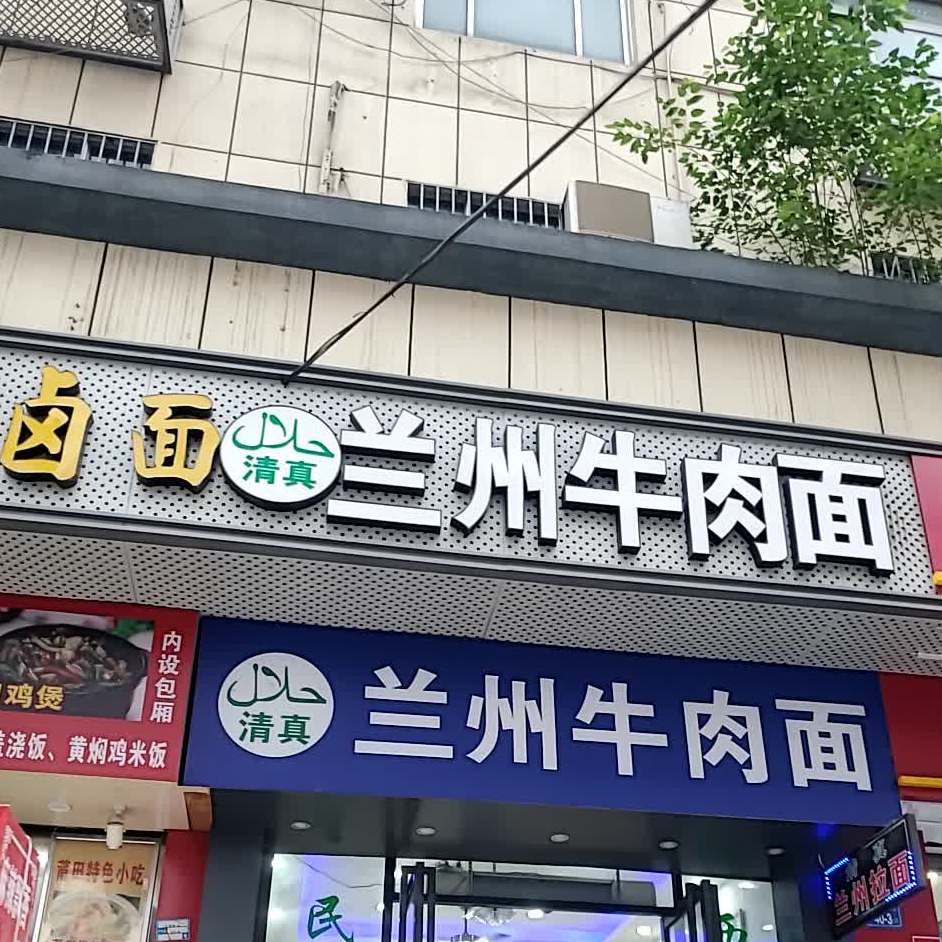 卤面
حلال
清真
兰州牛肉面
内设包厢
鸡煲
盖浇饭、黄焖鸡米饭
حلال
清真
兰州牛肉面
莆田特色小吃
民
兰州拉面